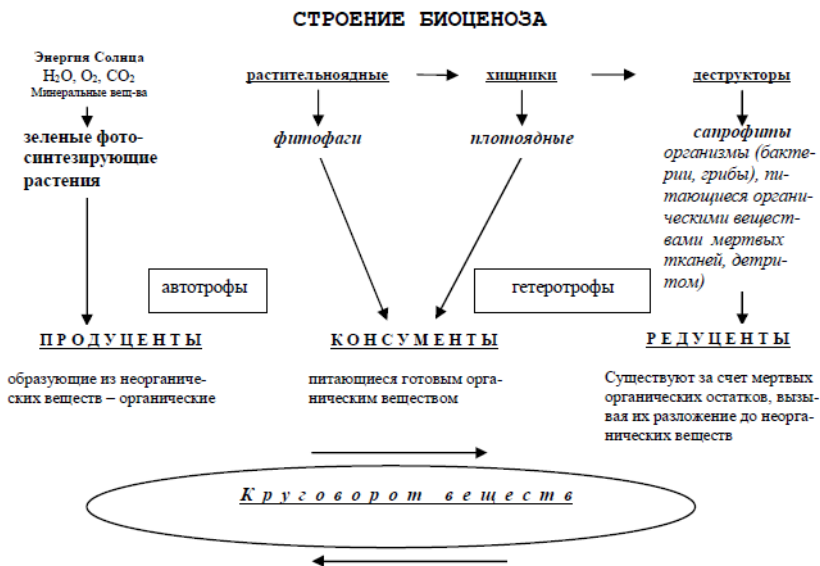 СТРОЕНИЕ БИОЦЕНОЗА
Энергия Солнца
H₂O, O₂, CO₂
Минеральные вещ-ва
зеленые фото-
синтезирующие
растения
растительноядные
хищники
деструкторы
фитофаги
плотоядные
сапрофиты
организмы (бакте-
рии, грибы), пи-
тающиеся органи-
ческими вещест-
вами мертвых
тканей, детри-
том)
автотрофы
гетеротрофы
ПРОДУЦЕНТЫ
КОНСУМЕНТЫ
РЕДУЦЕНТЫ
образующие из неорганиче-
ских веществ – органические
питающиеся готовым орга-
ническим веществом
Существуют за счет мертвых
органических остатков, вызы-
вая их разложение до неорга-
нических веществ
Круговорот веществ